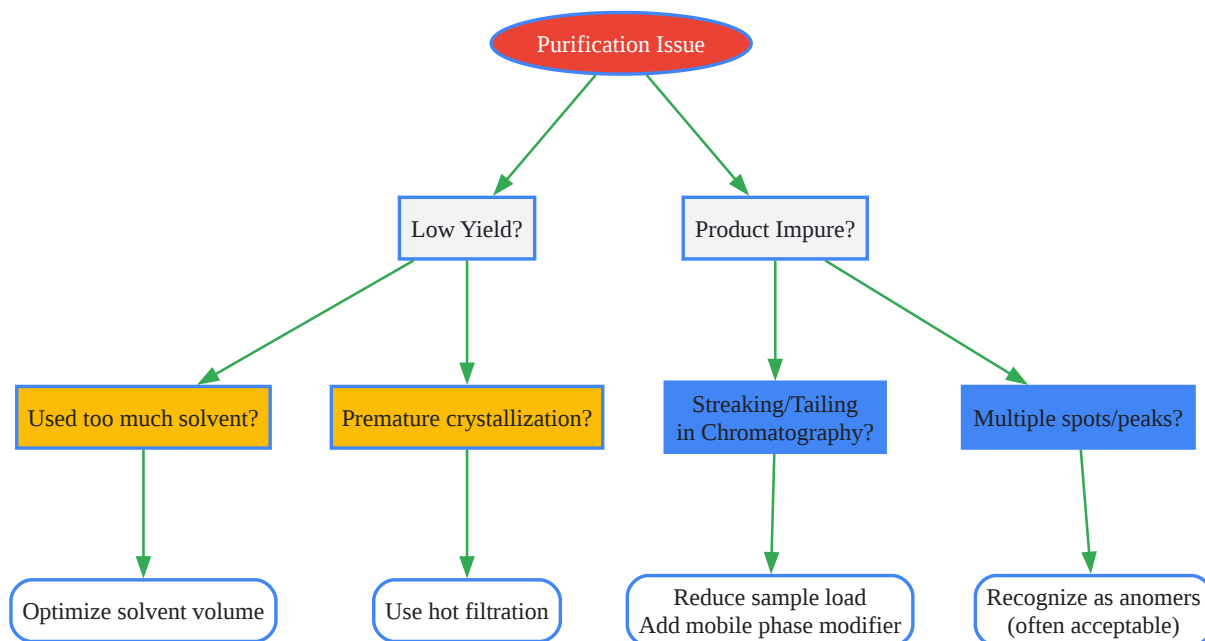 Purification Issue
Low Yield?
Product Impure?
Used too much solvent?
Premature crystallization?
Streaking/Tailing
in Chromatography?
Multiple spots/peaks?
Optimize solvent volume
Use hot filtration
Reduce sample load
Add mobile phase modifier
Recognize as anomers
(often acceptable)